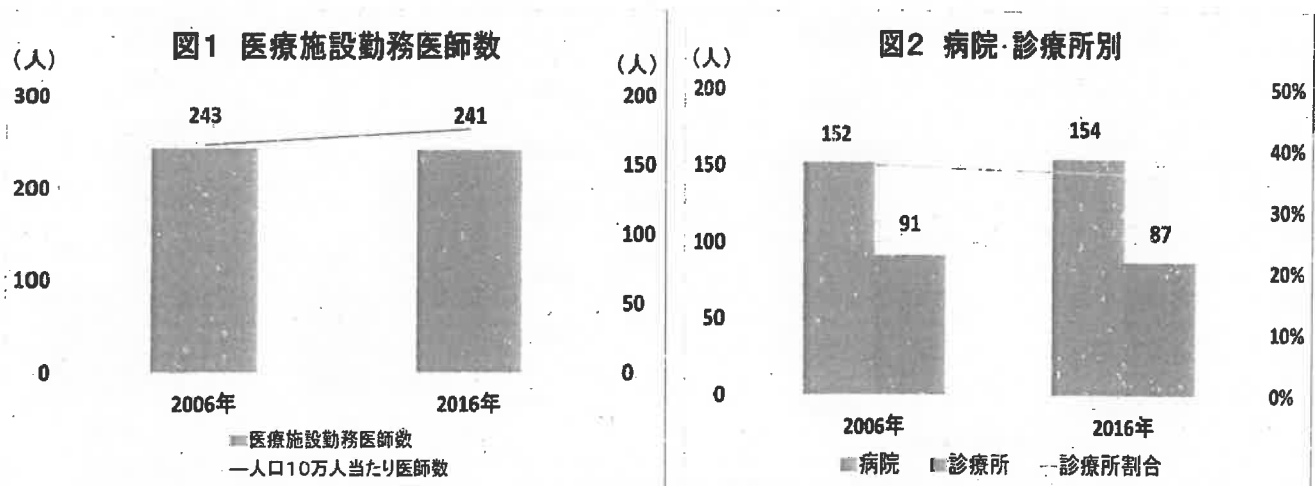 図1 医療施設勤務医師数
(人)
(人)
300
200
100
0
243
241
200
150
100
50
0
2006年
2016年
医療施設勤務医師数
人口10万人当たり医師数
図2 病院・診療所別
(人)
200
150
100
50
0
152
91
154
87
50%
40%
30%
20%
10%
0%
2006年
2016年
病院 診療所 診療所割合